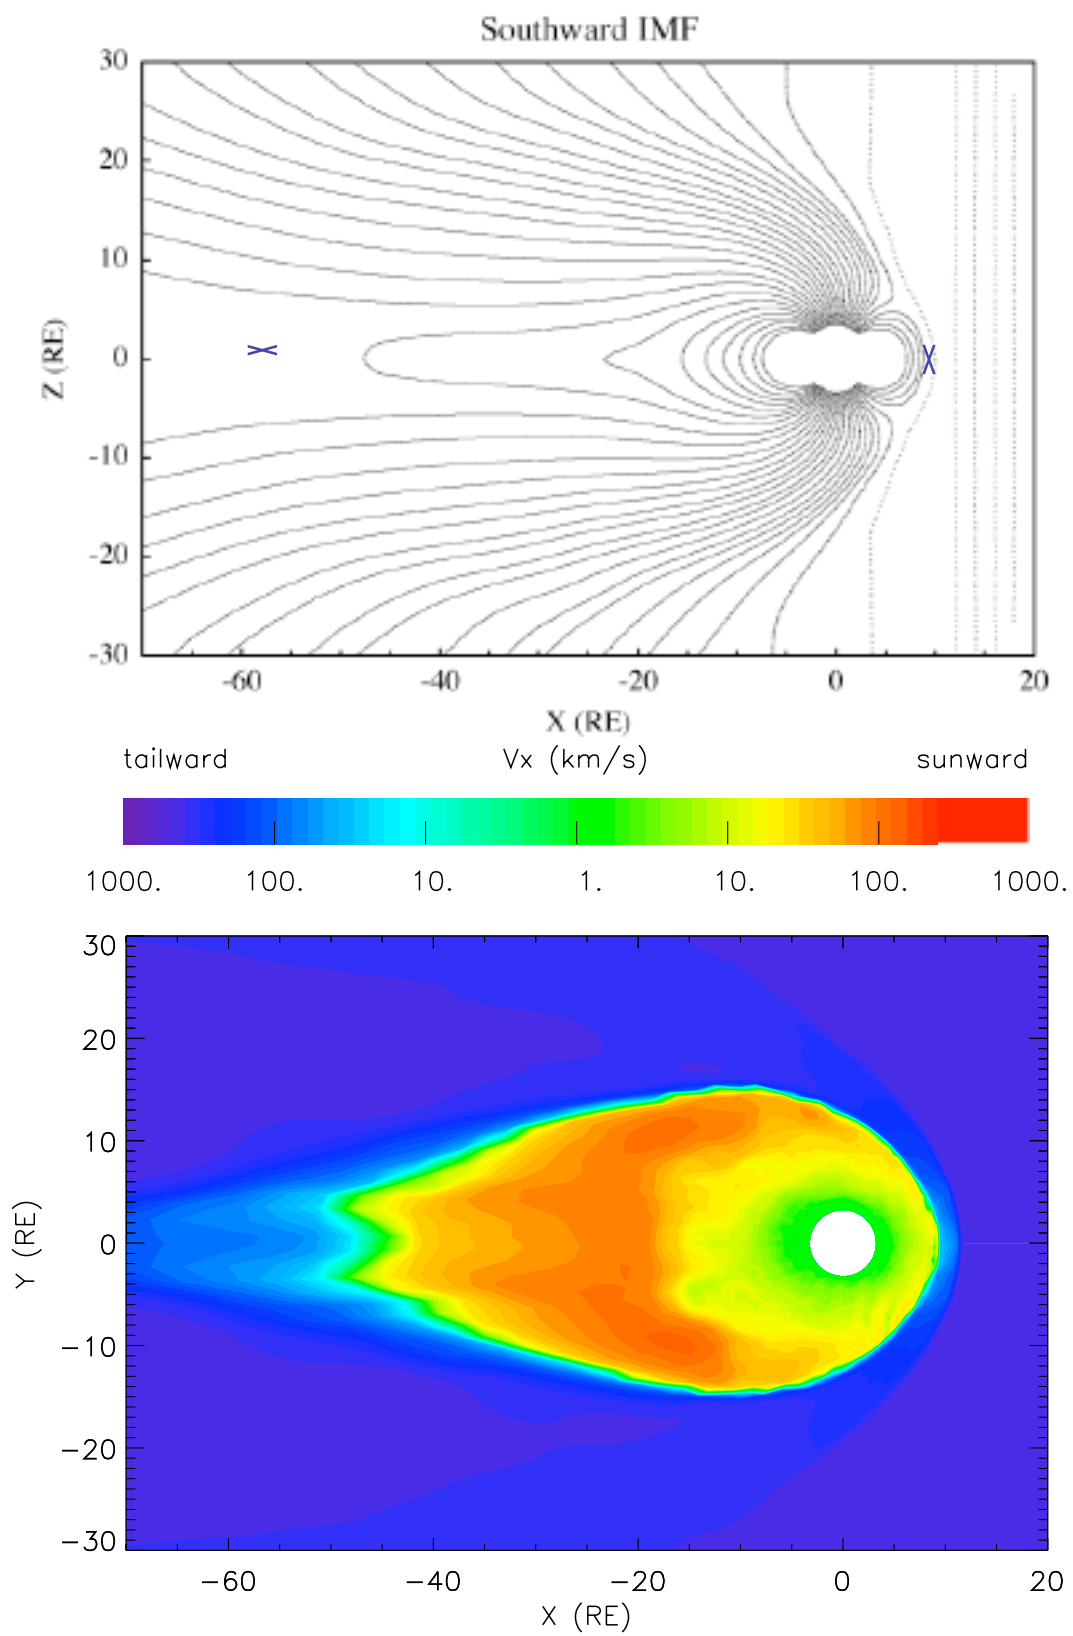 Southward IMF
30
20
10
0
-10
-20
-30
Z (RE)
-60 -40 -20 0 20
X (RE)
tailward Vx (km/s) sunward
1000. 100. 10. 1. 10. 100. 1000.
30
20
10
0
−10
−20
−30
Y (RE)
−60 −40 −20 0 20
X (RE)